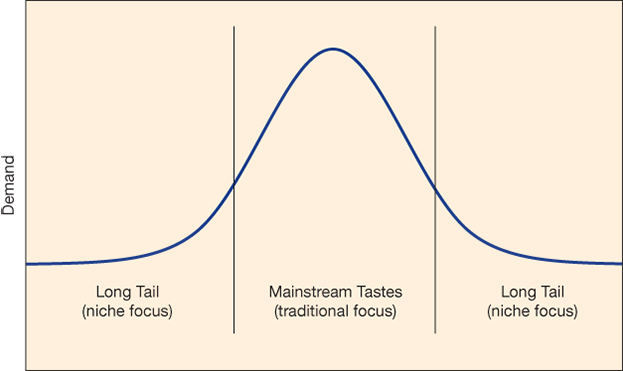 Demand
Long Tail
(niche focus)
Mainstream Tastes
(traditional focus)
Long Tail
(niche focus)